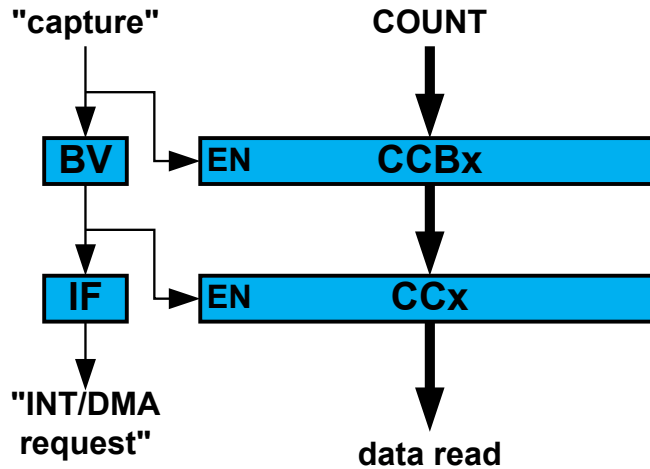 "capture"
COUNT
BV
EN
CCBx
IF
EN
CCx
"INT/DMA
request"
data read